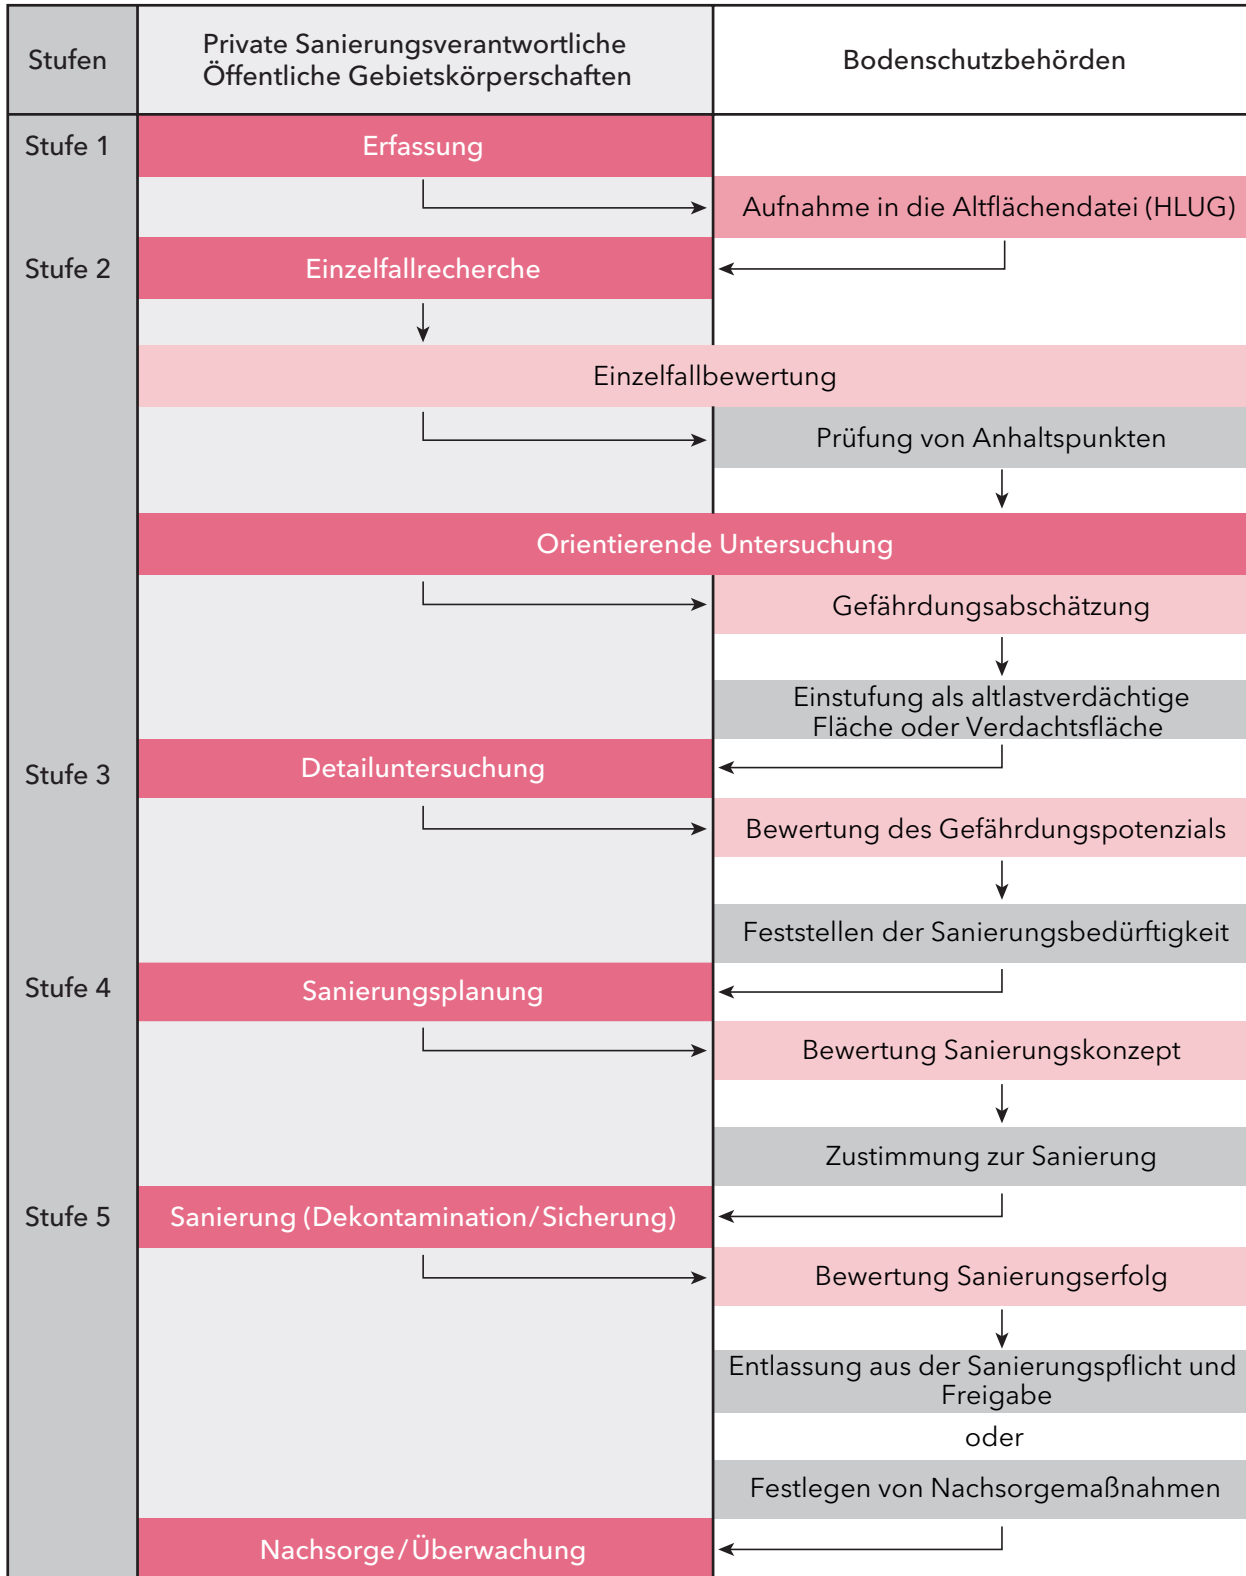 Stufen
Private Sanierungsverantwortliche
Öffentliche Gebietskörperschaften
Bodenschutzbehörden
Stufe 1
Erfassung
Aufnahme in die Altflächendatei (HLUG)
Stufe 2
Einzelfallrecherche
Einzelfallbewertung
Prüfung von Anhaltspunkten
Orientierende Untersuchung
Gefährdungsabschätzung
Einstufung als altlastverdächtige
Fläche oder Verdachtsfläche
Stufe 3
Detailuntersuchung
Bewertung des Gefährdungspotenzials
Feststellen der Sanierungsbedürftigkeit
Stufe 4
Sanierungsplanung
Bewertung Sanierungskonzept
Zustimmung zur Sanierung
Stufe 5
Sanierung (Dekontamination/Sicherung)
Bewertung Sanierungserfolg
Entlassung aus der Sanierungspflicht und
Freigabe
oder
Festlegen von Nachsorgemaßnahmen
Nachsorge/Überwachung